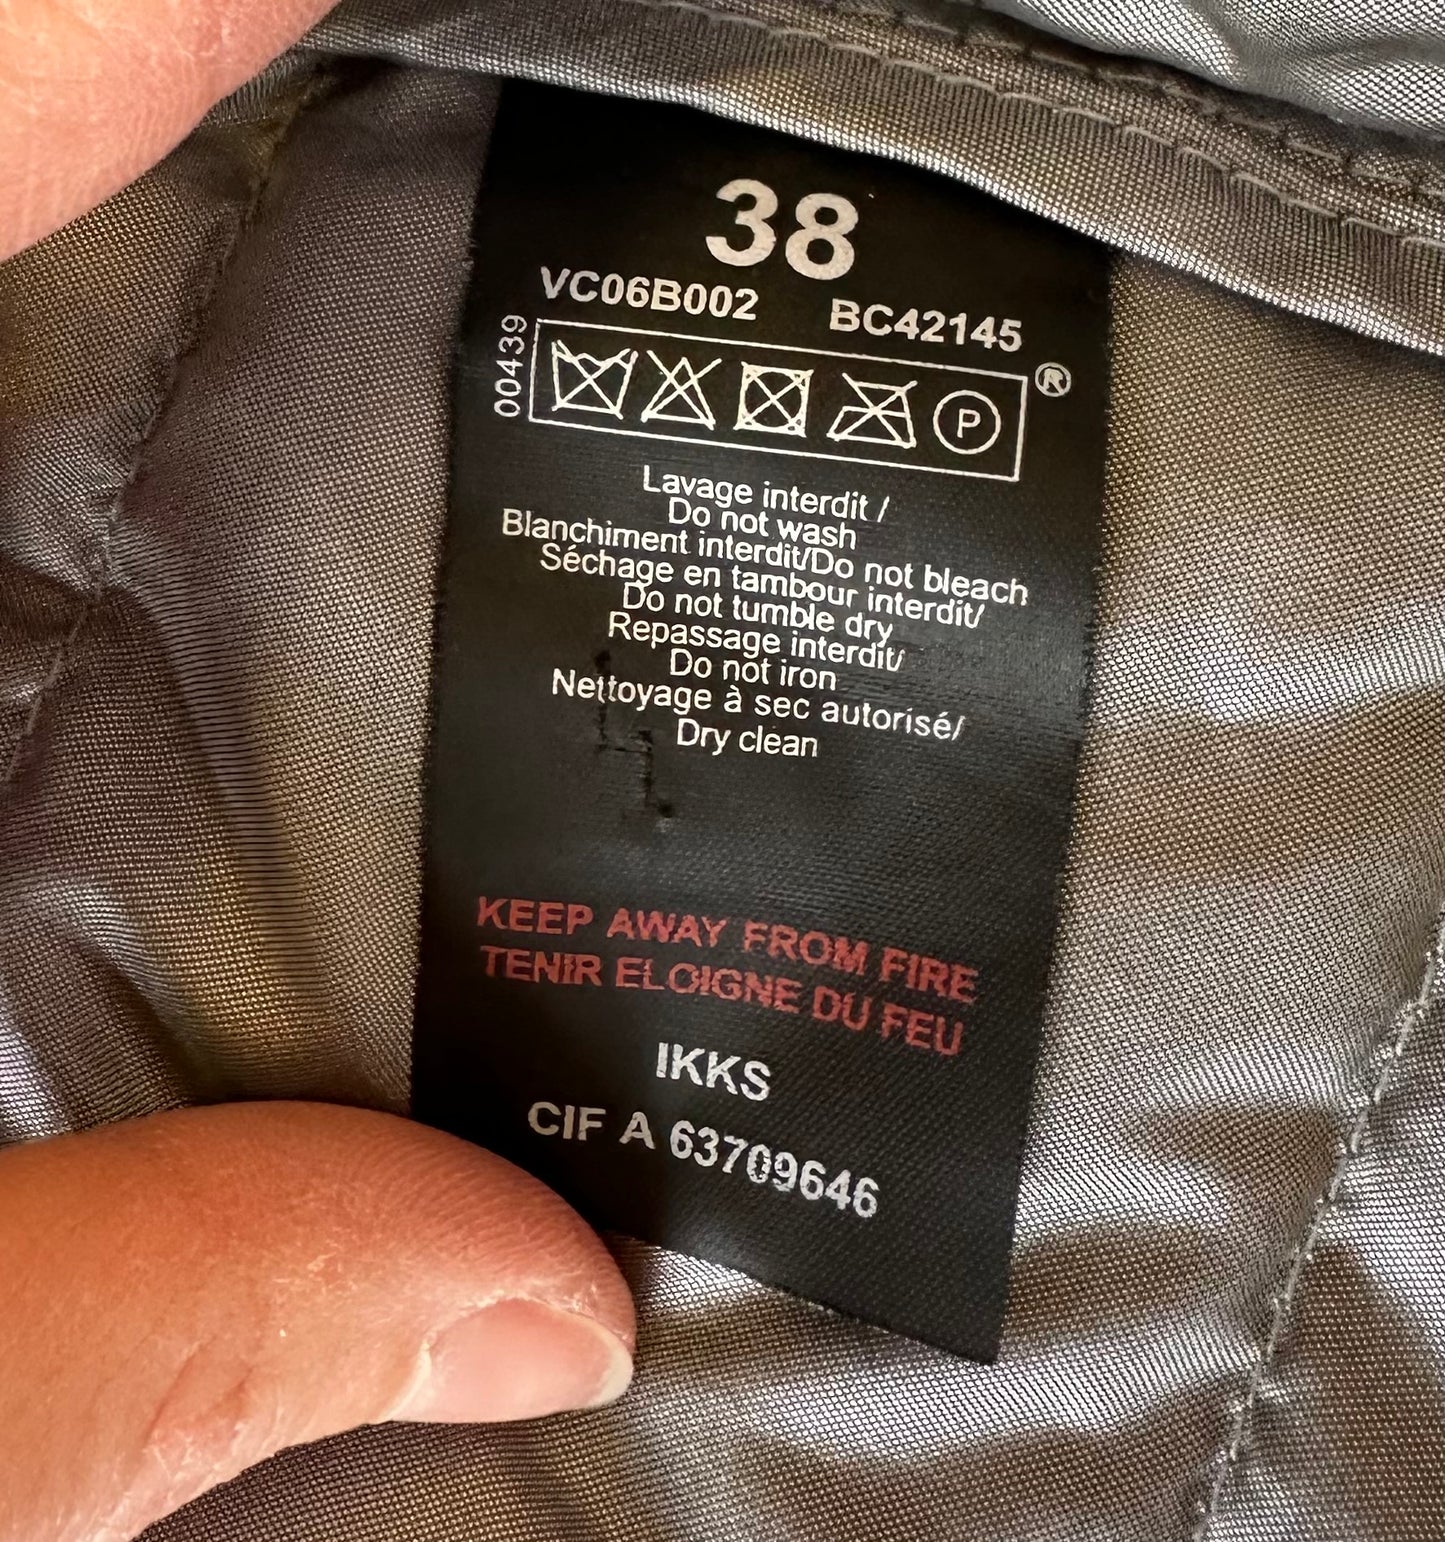 38
VC06B002 BC42145
00439
®
P
Lavage interdit /
Do not wash
Blanchiment interdit/Do not bleach
Séchage en tambour interdit/
Do not tumble dry
Repassage interdit/
Do not iron
Nettoyage à sec autorisé/
Dry clean
KEEP AWAY FROM FIRE
TENIR ELOIGNE DU FEU
IKKS
CIF A 63709646